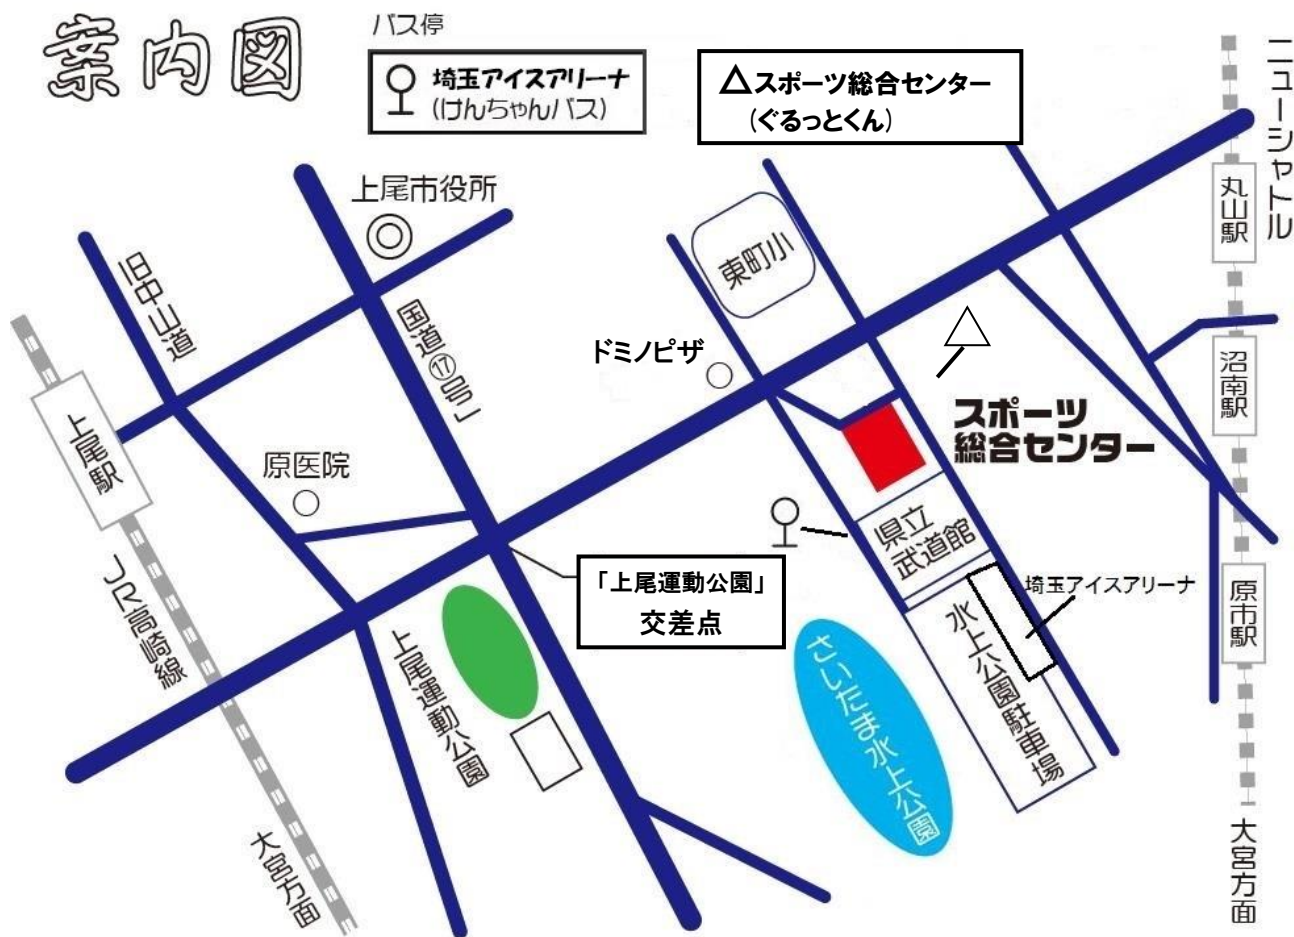 案内図
バス停
埼玉アイスアリーナ
(けんちゃんバス)
△スポーツ総合センター
(ぐるっとくん)
ニューシャトル
丸山駅
上尾市役所
東町小
旧中山道
国道⑰号」
ドミノピザ
沼南駅
上尾駅
スポーツ
総合センター
原医院
県立
武道館
「上尾運動公園」
交差点
埼玉アイスアリーナ
原市駅
JR高崎線
上尾運動公園
さいたま水上公園
水上公園駐車場
大宮方面
大宮方面